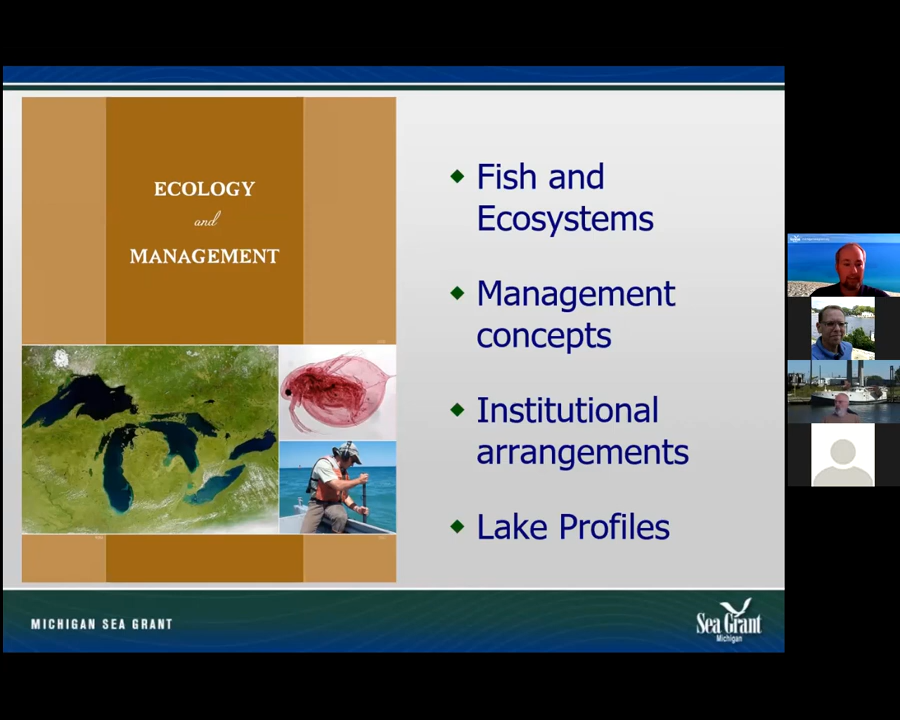 ECOLOGY
and
MANAGEMENT
Fish and
Ecosystems
Management
concepts
Institutional
arrangements
Lake Profiles
MICHIGAN SEA GRANT
Sea Grant
Michigan